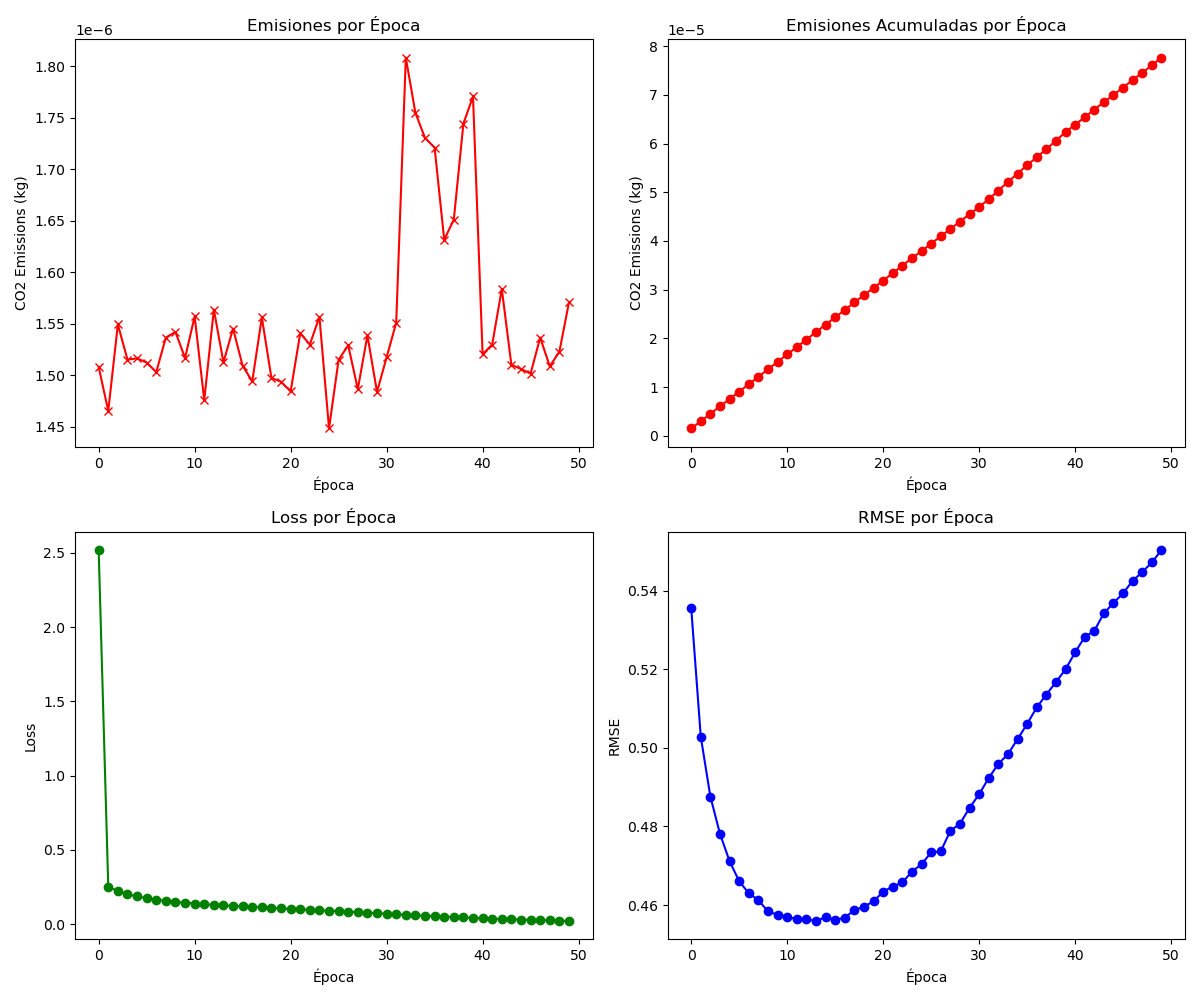 Emisiones por Época
1e−6
CO2 Emissions (kg)
1.80
1.75
1.70
1.65
1.60
1.55
1.50
1.45
0 10 20 30 40 50
Época
Emisiones Acumuladas por Época
1e−5
CO2 Emissions (kg)
8
7
6
5
4
3
2
1
0
0 10 20 30 40 50
Época
Loss por Época
Loss
2.5
2.0
1.5
1.0
0.5
0.0
0 10 20 30 40 50
Época
RMSE por Época
RMSE
0.54
0.52
0.50
0.48
0.46
0 10 20 30 40 50
Época